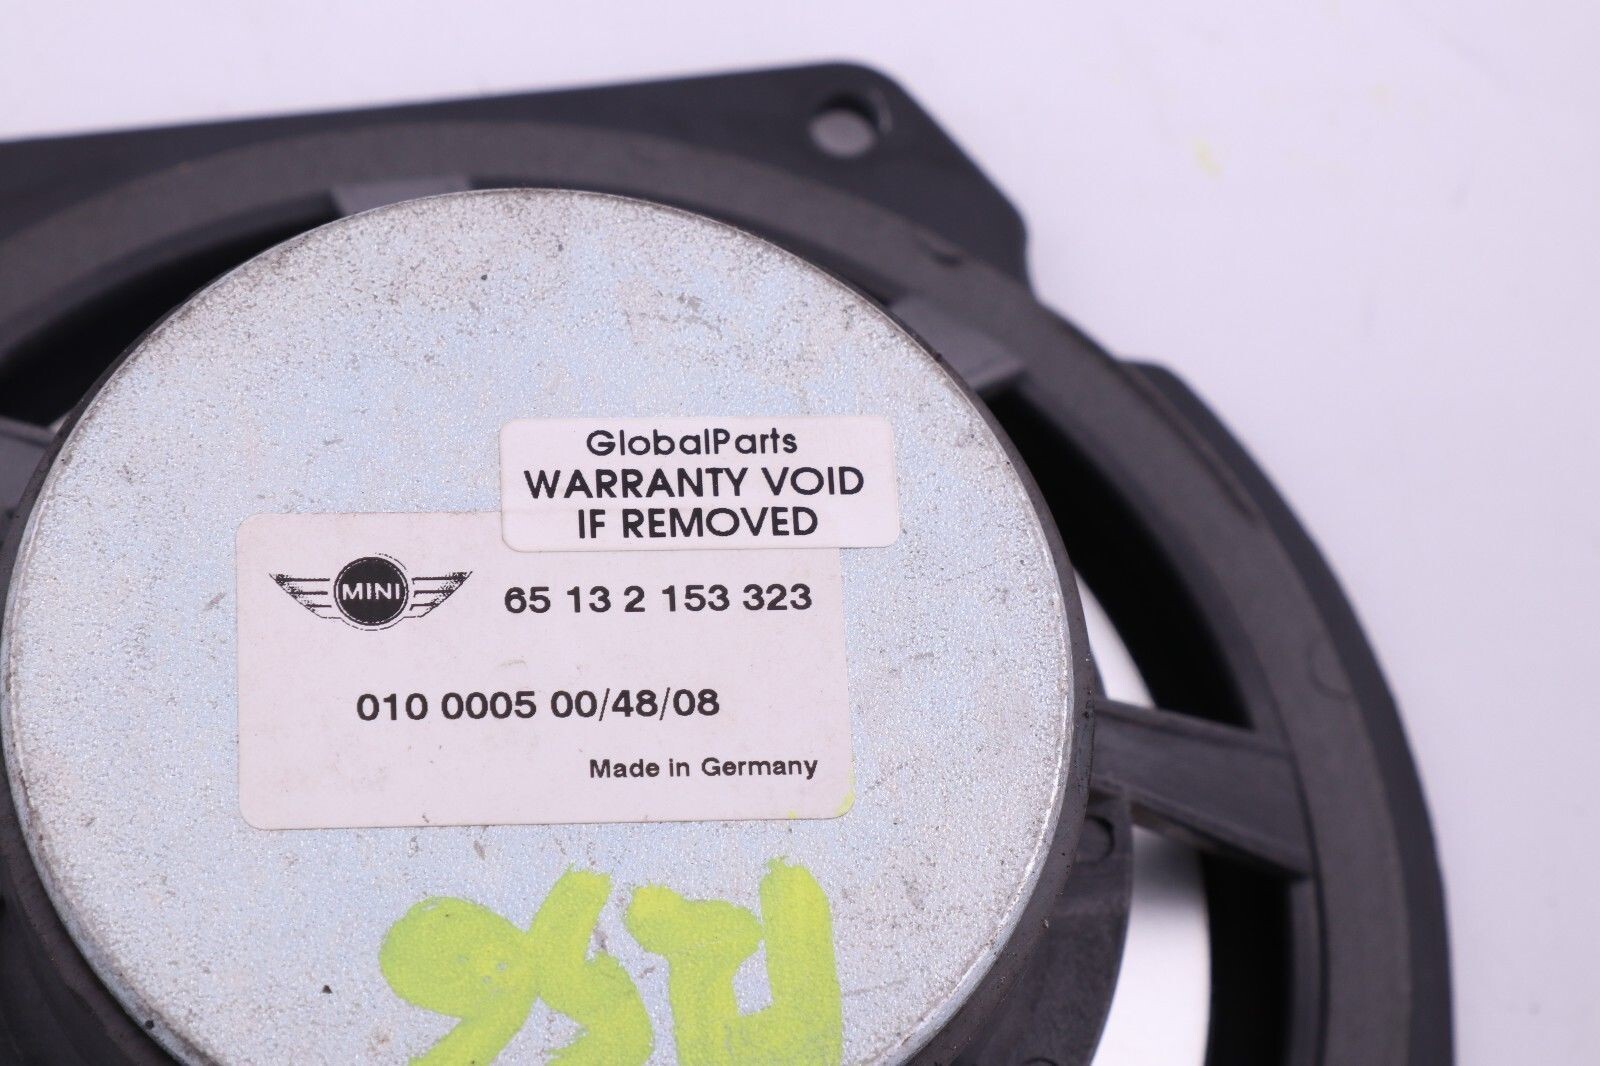 GlobalParts
WARRANTY VOID
IF REMOVED
MINI
65 13 2 153 323
010 0005 00/48/08
Made in Germany